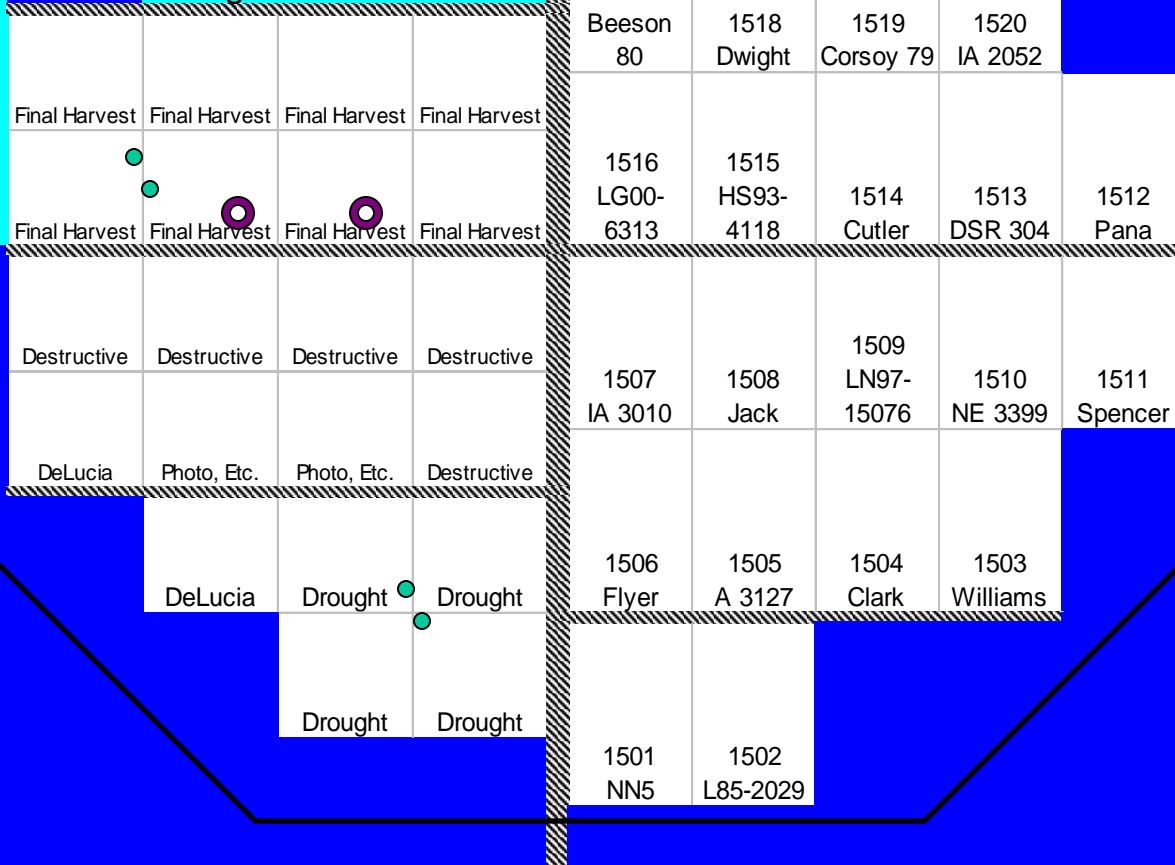 Final Harvest Final Harvest Final Harvest Final Harvest
Final Harvest Final Harvest Final Harvest Final Harvest
Destructive Destructive Destructive Destructive
DeLucia Photo, Etc. Photo, Etc. Destructive
DeLucia Drought Drought
Drought Drought
Beeson 1518 1519 1520
80 Dwight Corsoy 79 IA 2052
1516 1515
LG00- HS93- 1514 1513 1512
6313 4118 Cutler DSR 304 Pana
1509
1507 1508 LN97- 1510 1511
IA 3010 Jack 15076 NE 3399 Spencer
1506 1505 1504 1503
Flyer A 3127 Clark Williams
1501 1502
NN5 L85-2029